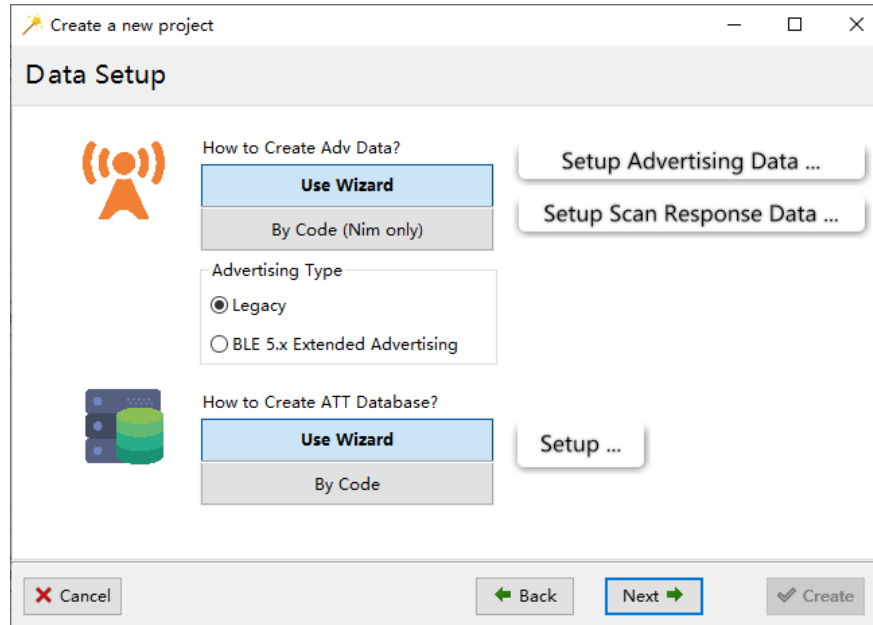 Create a new project
Data Setup
How to Create Adv Data?
Use Wizard
By Code (Nim only)
Setup Advertising Data ...
Setup Scan Response Data ...
Advertising Type
Legacy
BLE 5.x Extended Advertising
How to Create ATT Database?
Use Wizard
By Code
Setup ...
Cancel
Back
Next
Create